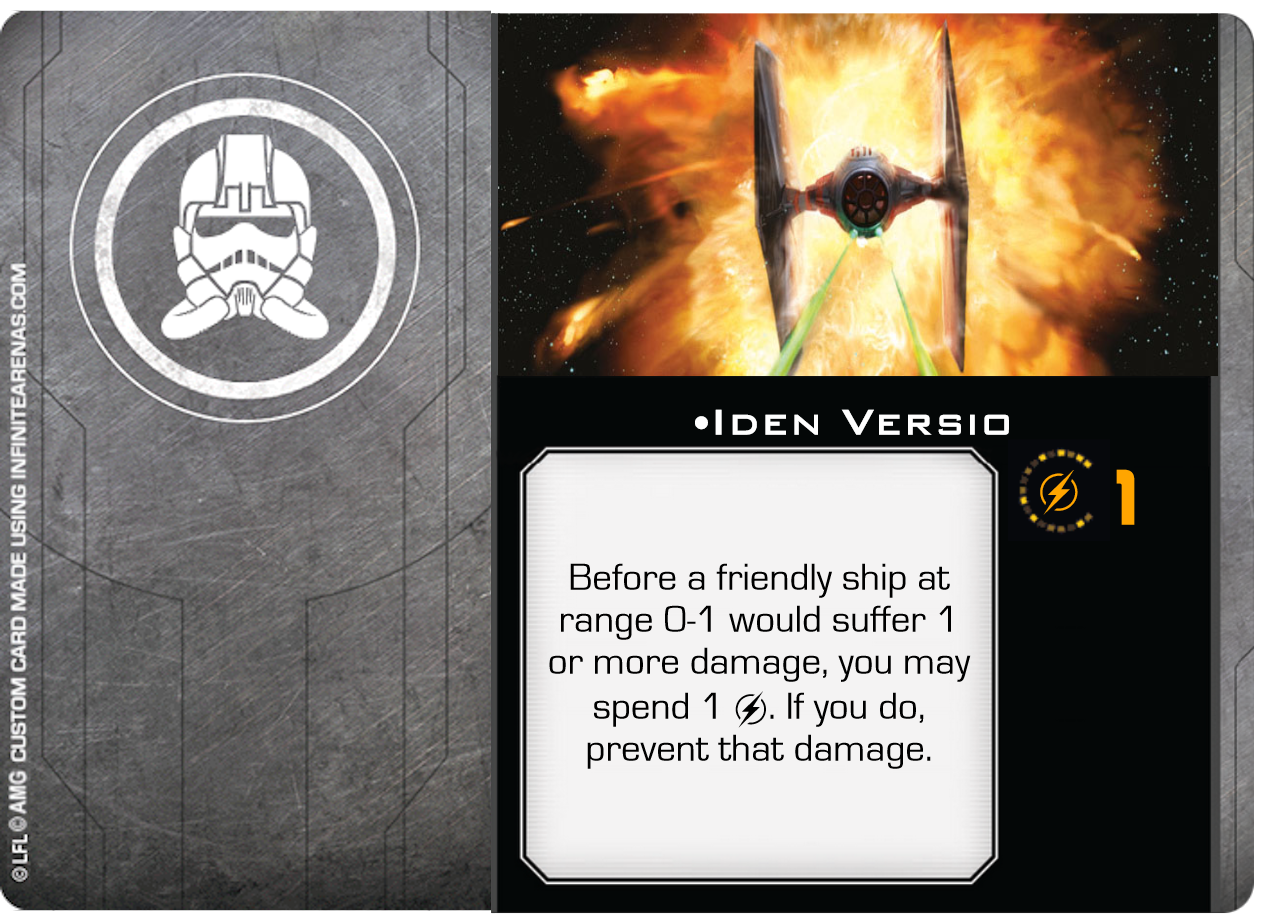 •Iden Versio
1
Before a friendly ship at
range 0-1 would suffer 1
or more damage, you may
spend 1 . If you do,
prevent that damage.
©LFL ©AMG CUSTOM CARD MADE USING INFINITEARENAS.COM